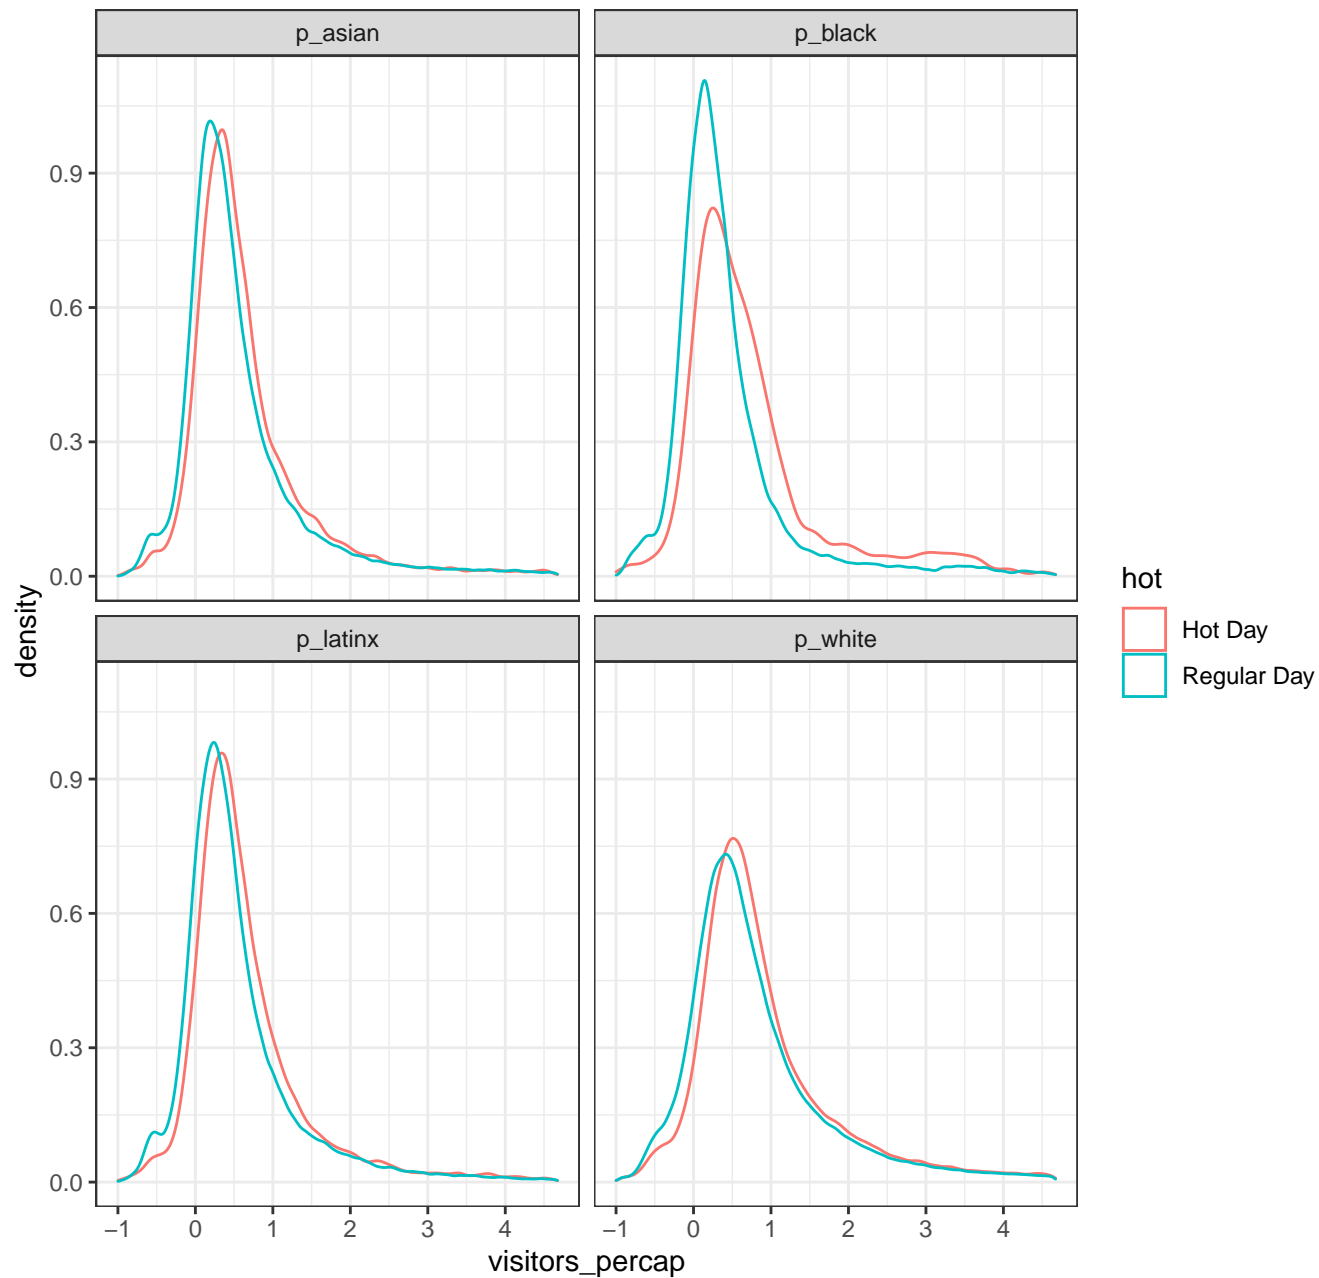 p_asian
p_black
0.9
0.6
0.3
0.0
p_latinx
p_white
0.9
0.6
0.3
0.0
−1 0 1 2 3 4
−1 0 1 2 3 4
visitors_percap
density
hot
Hot Day
Regular Day